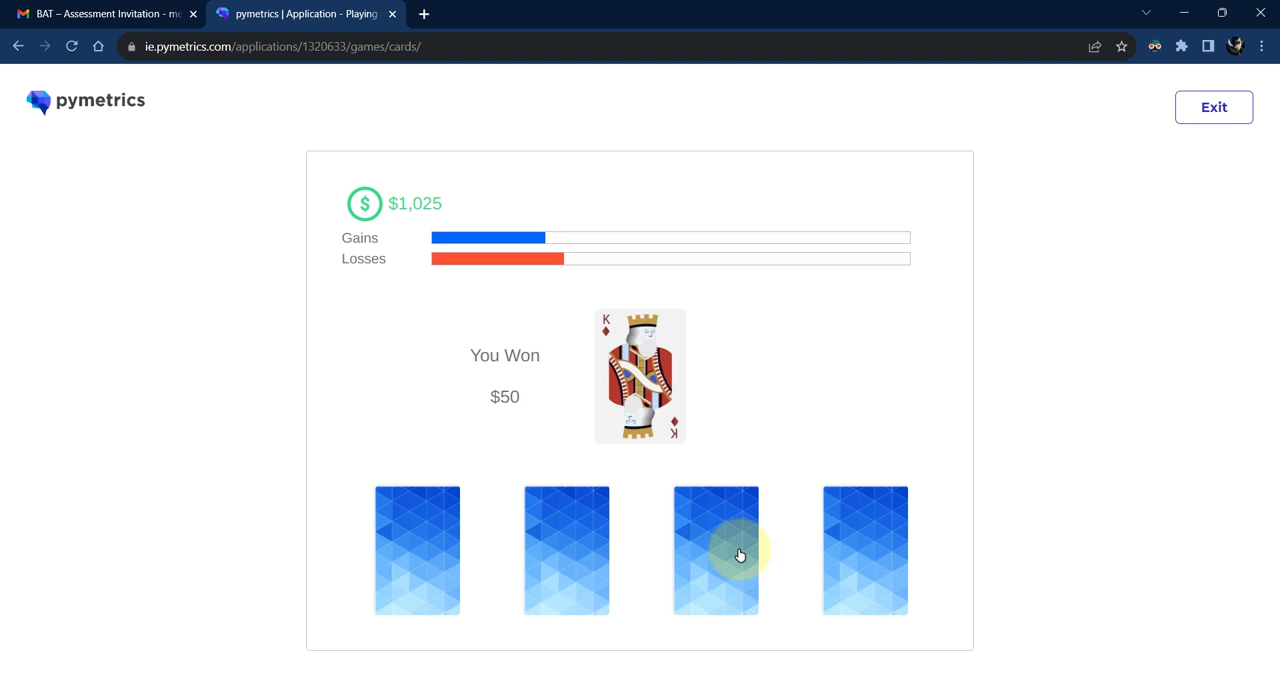 BAT – Assessment Invitation - me
pymetrics | Application - Playing
ie.pymetrics.com/applications/1320633/games/cards/
pymetrics
Exit
$ $1,025
Gains
Losses
K
You Won
$50
K